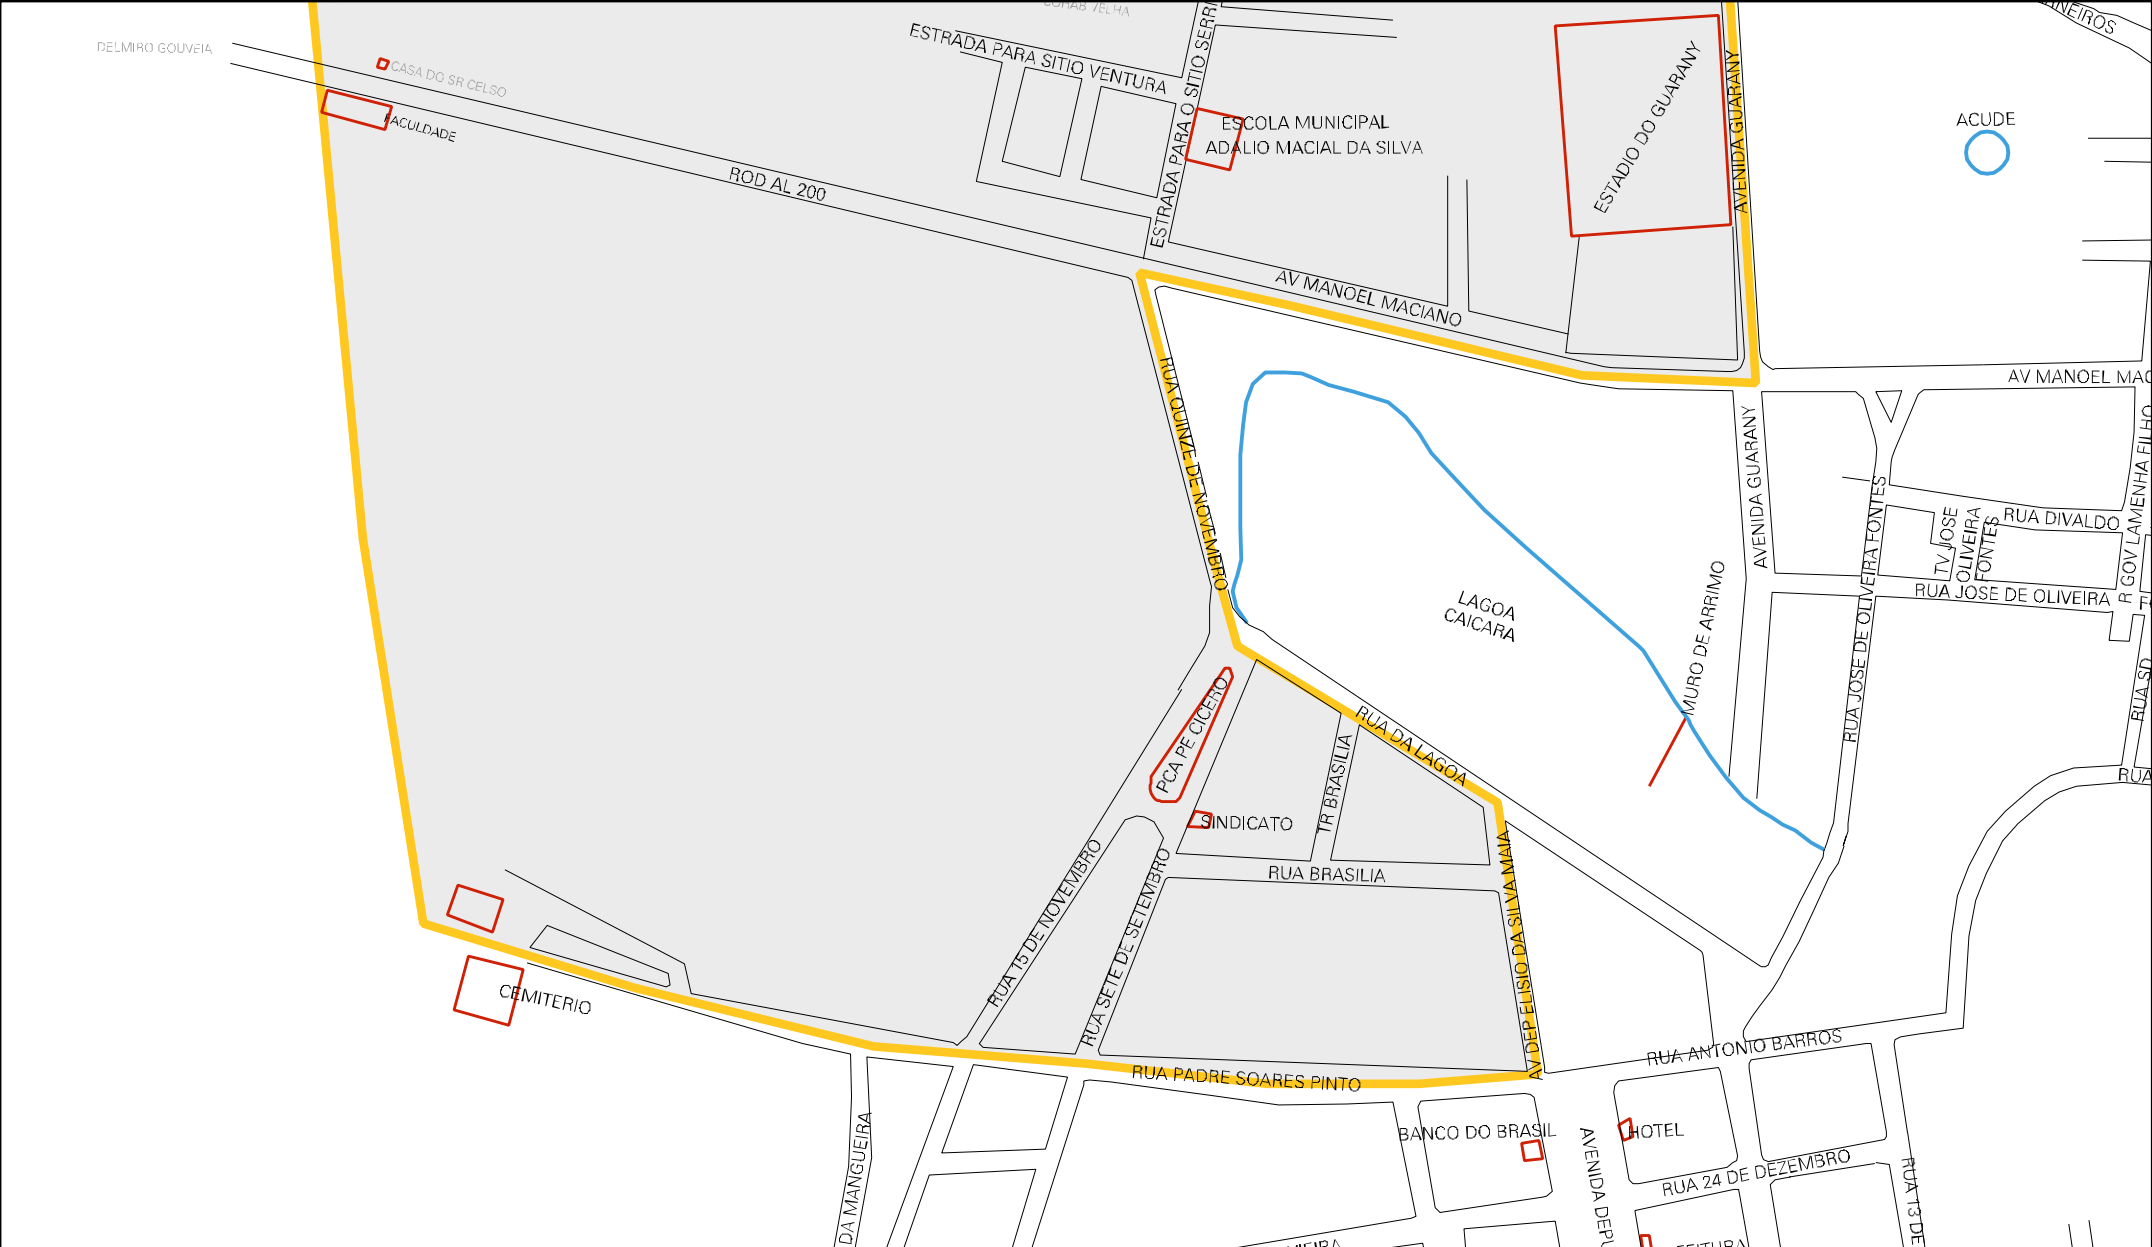 COHAB VELHA
DELMIRO GOUVEIA
CASA DO SR CELSO
FACULDADE
ESTRADA PARA SITIO VENTURA
ESTRADA PARA O SITIO SERRI
ESCOLA MUNICIPAL
ADALIO MACIAL DA SILVA
ESTADIO DO GUARANY
AVENIDA GUARANY
ACUDE
ROD AL 200
AV MANOEL MACIANO
AV MANOEL MAC
RUA QUINZE DE NOVEMBRO
AVENIDA GUARANY
RUA JOSE DE OLIVEIRA FONTES
TV JOSE
OLIVEIRA
FONTES
RUA DIVALDO
R GOV LAMENHA FILHO
RUA JOSE DE OLIVEIRA
LAGOA
CAICARA
MURO DE ARRIMO
RUA SD
RUA
PCA PE CICERO
RUA DA LAGOA
TR BRASILIA
SINDICATO
RUA BRASILIA
AV DEP ELISIO DA SILVA MAIA
RUA 15 DE NOVEMBRO
RUA SETE DE SETEMBRO
CEMITERIO
RUA PADRE SOARES PINTO
RUA ANTONIO BARROS
BANCO DO BRASIL
HOTEL
AVENIDA DEPU
RUA 24 DE DEZEMBRO
RUA 13 DE
DA MANGUEIRA